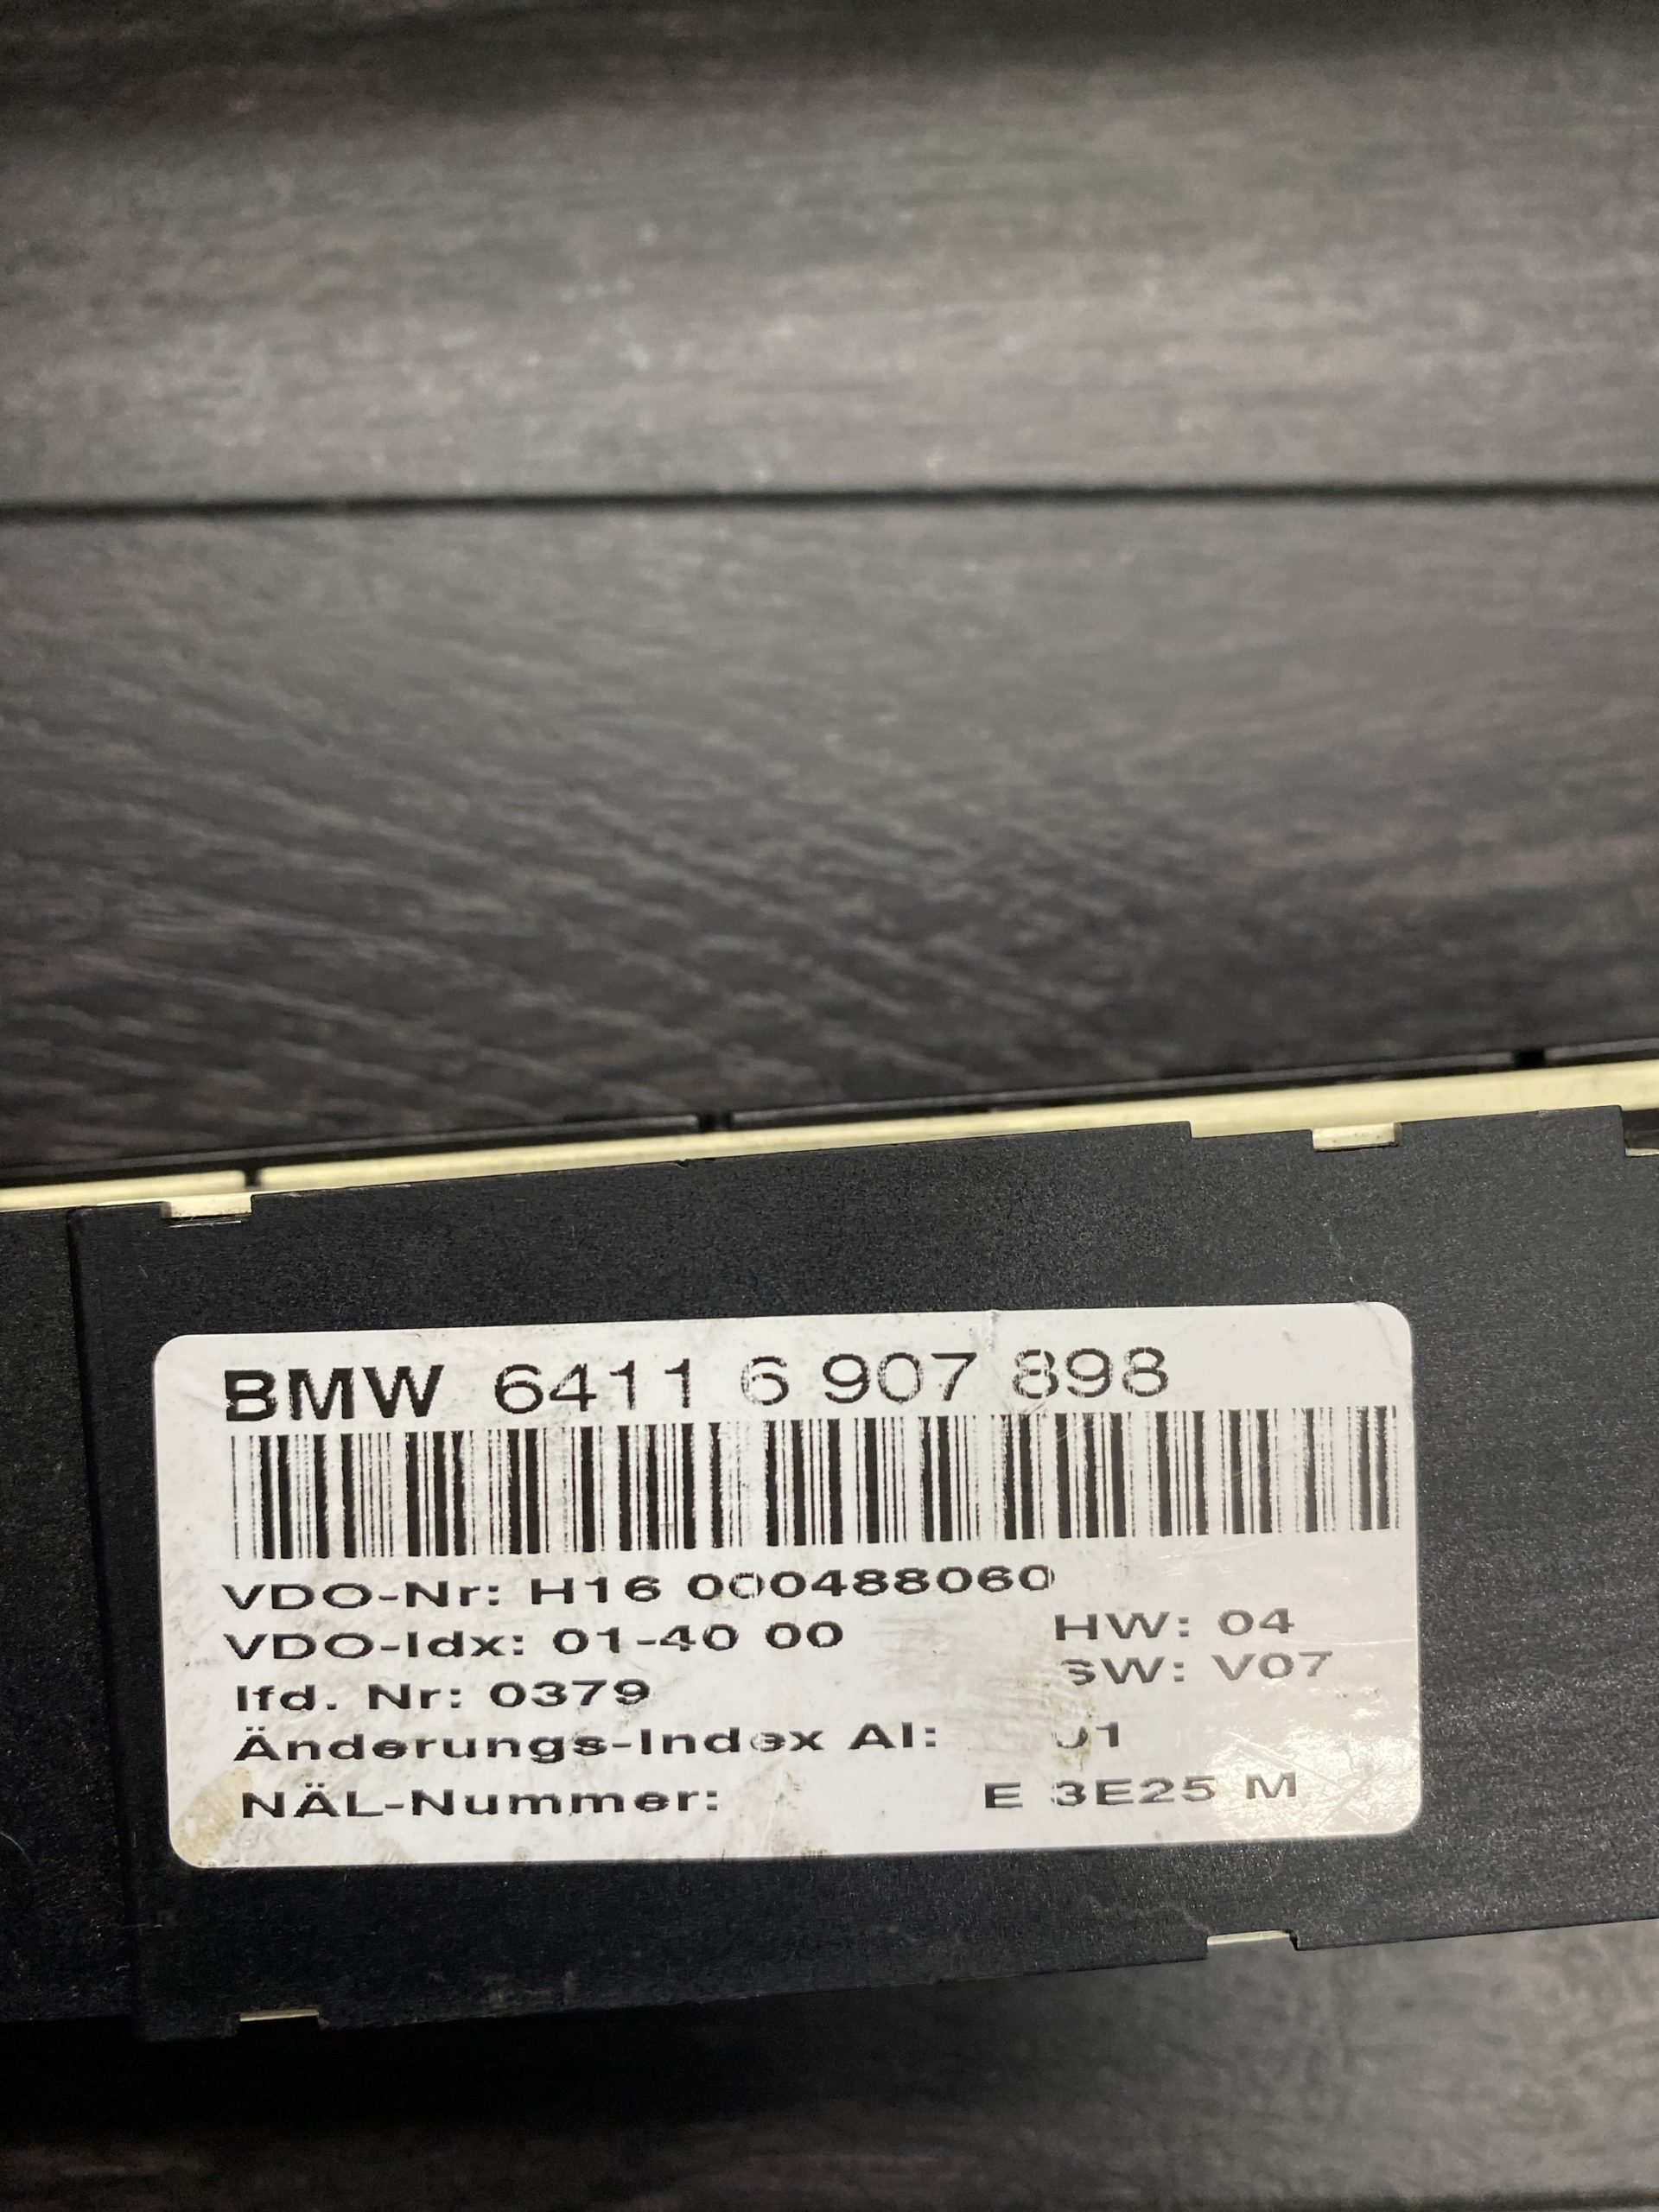 BMW 6411 6 907 898
VDO-Nr: H16 000488060
VDO-Idx: 01-40 00
HW: 04
lfd. Nr: 0379
SW: V07
Änderungs-Index AI: 01
NÄL-Nummer: E 3E25 M